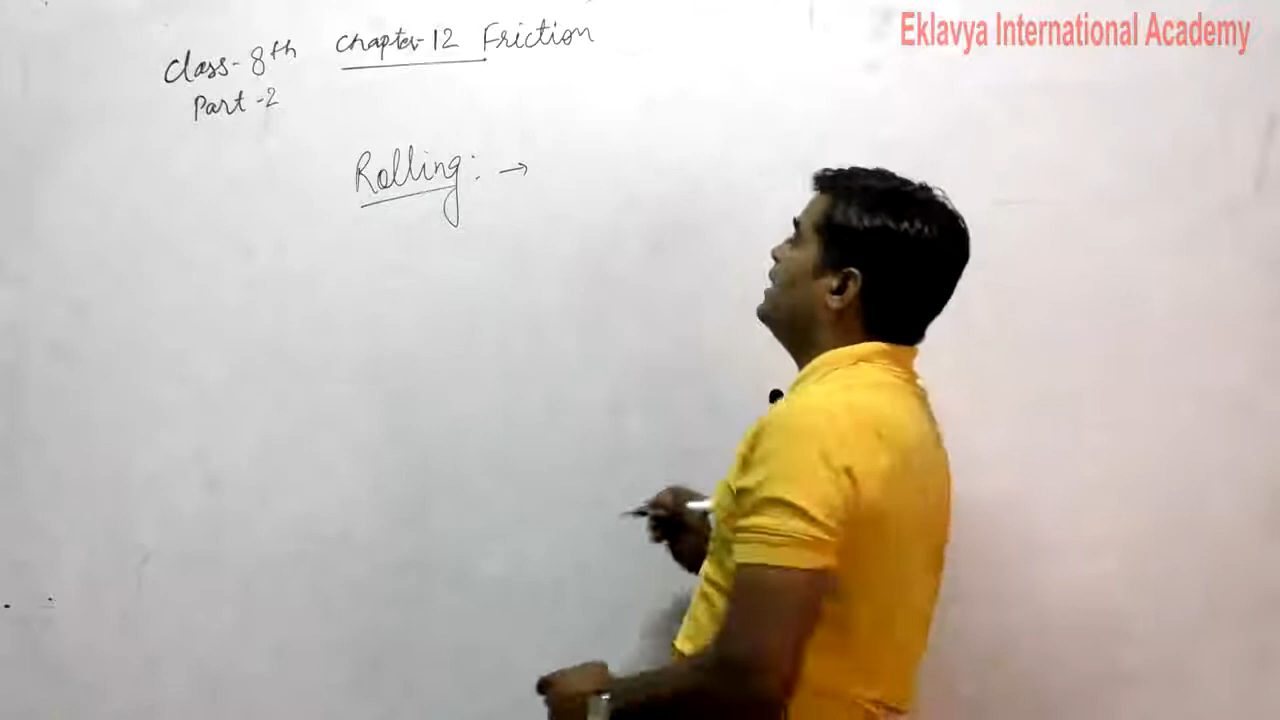 Eklavya International Academy
Class-8th Chapter-12 Friction
Part-2
Rolling:→